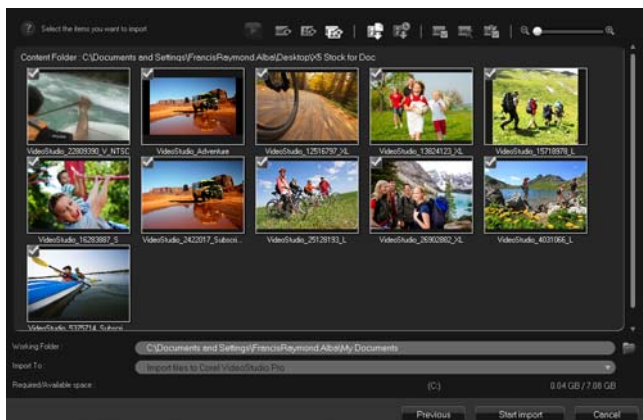 Select the items you want to import
Content Folder : C:\Documents and Settings\FrancisRaymond.Alba\Desktop\X5 Stock for Doc
VideoStudio_22809390_V_NTSC
VideoStudio_Adventure
VideoStudio_12516797_XL
VideoStudio_13824123_XL
VideoStudio_15718978_L
VideoStudio_16283087_S
VideoStudio_2422017_Subscri...
VideoStudio_25128193_L
VideoStudio_26902882_XL
VideoStudio_4031066_L
VideoStudio_5375714_Subscri
Working Folder :
C:\Documents and Settings\FrancisRaymond.Alba\My Documents
Import To :
Import files to Corel VideoStudio Pro
Required/Available space :
(C:)
0.04 GB / 7.08 GB
Previous
Start import
Cancel